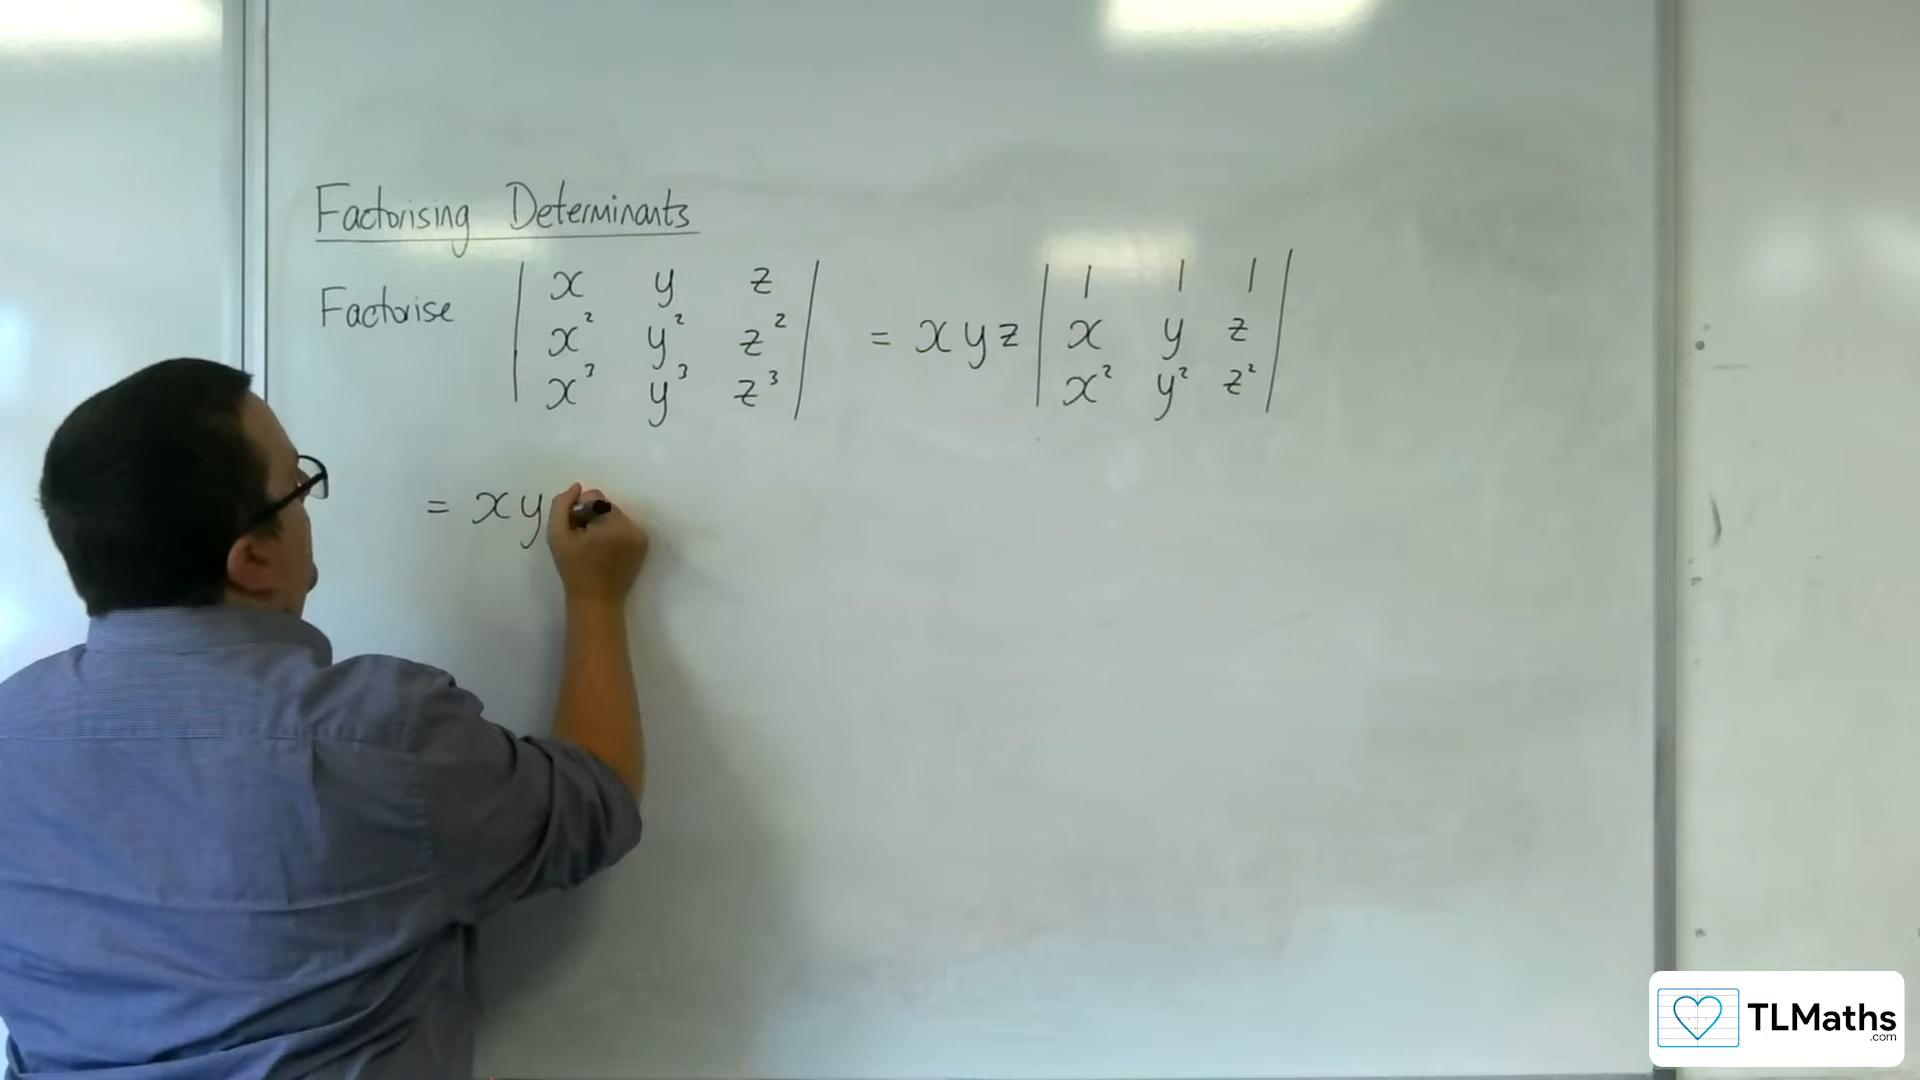 Factorising Determinants
Factorise | x y z | = xyz | 1 1 1 |
| x² y² z² | | x y z |
| x³ y³ z³ | | x² y² z² |
= xy
TLMaths
.com